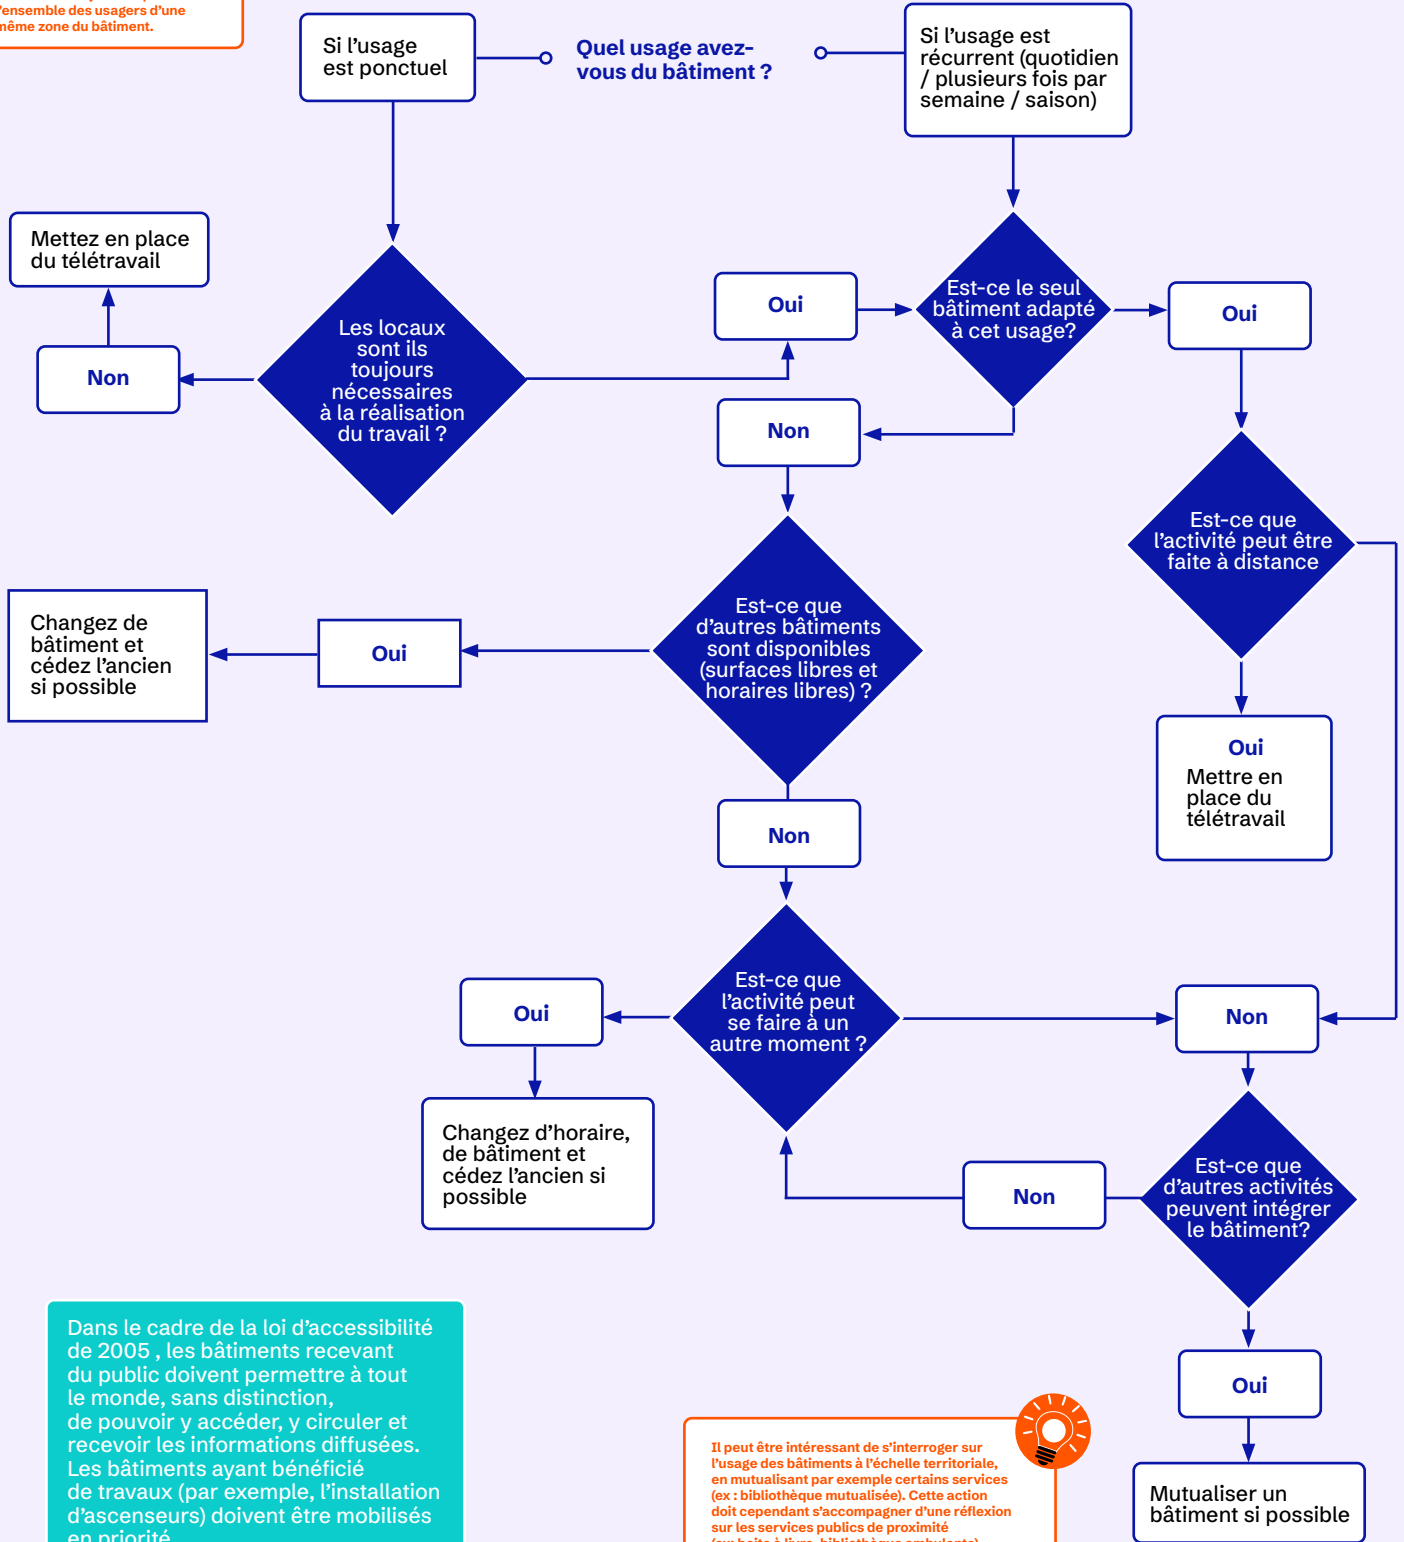 l'ensemble des usagers d'une
même zone du bâtiment.
Si l'usage
est ponctuel
Quel usage avez-
vous du bâtiment ?
Si l'usage est
récurrent (quotidien
/ plusieurs fois par
semaine / saison)
Mettez en place
du télétravail
Non
Les locaux
sont ils
toujours
nécessaires
à la réalisation
du travail ?
Oui
Est-ce le seul
bâtiment adapté
à cet usage?
Oui
Non
Est-ce que
l'activité peut être
faite à distance
Changez de
bâtiment et
cédez l'ancien
si possible
Oui
Est-ce que
d'autres bâtiments
sont disponibles
(surfaces libres et
horaires libres) ?
Oui
Mettre en
place du
télétravail
Non
Oui
Est-ce que
l'activité peut
se faire à un
autre moment ?
Non
Changez d'horaire,
de bâtiment et
cédez l'ancien si
possible
Non
Est-ce que
d'autres activités
peuvent intégrer
le bâtiment?
Oui
Mutualiser un
bâtiment si possible
Dans le cadre de la loi d'accessibilité
de 2005 , les bâtiments recevant
du public doivent permettre à tout
le monde, sans distinction,
de pouvoir y accéder, y circuler et
recevoir les informations diffusées.
Les bâtiments ayant bénéficié
de travaux (par exemple, l'installation
d'ascenseurs) doivent être mobilisés
en priorité
Il peut être intéressant de s'interroger sur
l'usage des bâtiments à l'échelle territoriale,
en mutualisant par exemple certains services
(ex : bibliothèque mutualisée). Cette action
doit cependant s'accompagner d'une réflexion
sur les services publics de proximité